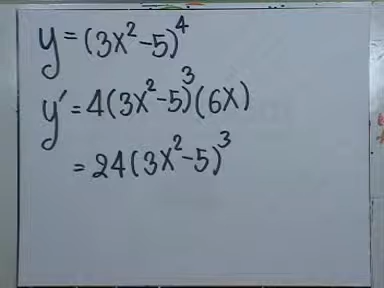 y = (3x² - 5)⁴
y' = 4(3x² - 5)³(6x)
= 24(3x² - 5)³